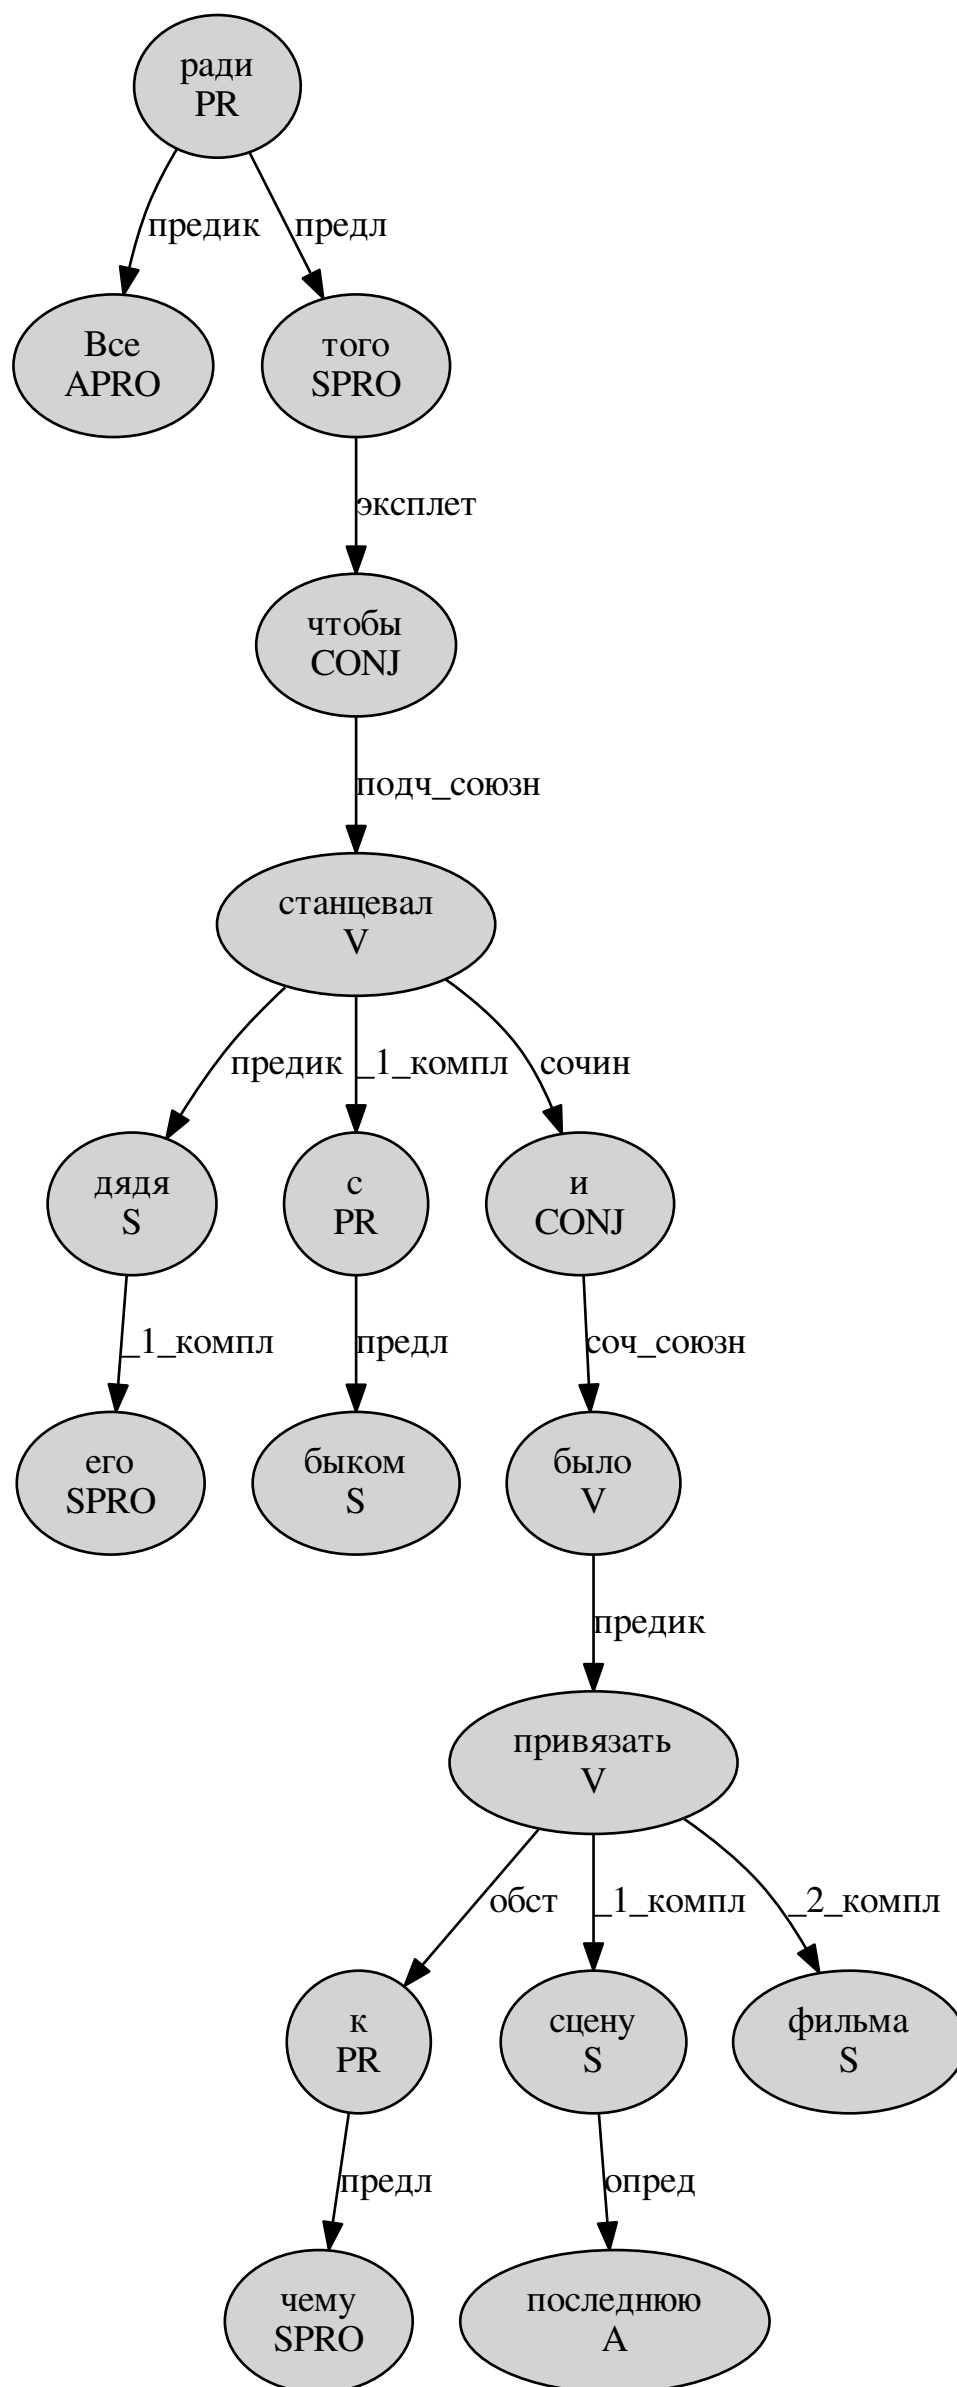 ради
PR
предик
предл
Все
APRO
того
SPRO
эксплет
чтобы
CONJ
подч_союзн
станцевал
V
предик
_1_компл
сочин
дядя
S
с
PR
и
CONJ
_1_компл
предл
соч_союзн
его
SPRO
быком
S
было
V
предик
привязать
V
обст
_1_компл
_2_компл
к
PR
сцену
S
фильма
S
предл
опред
чему
SPRO
последнюю
A